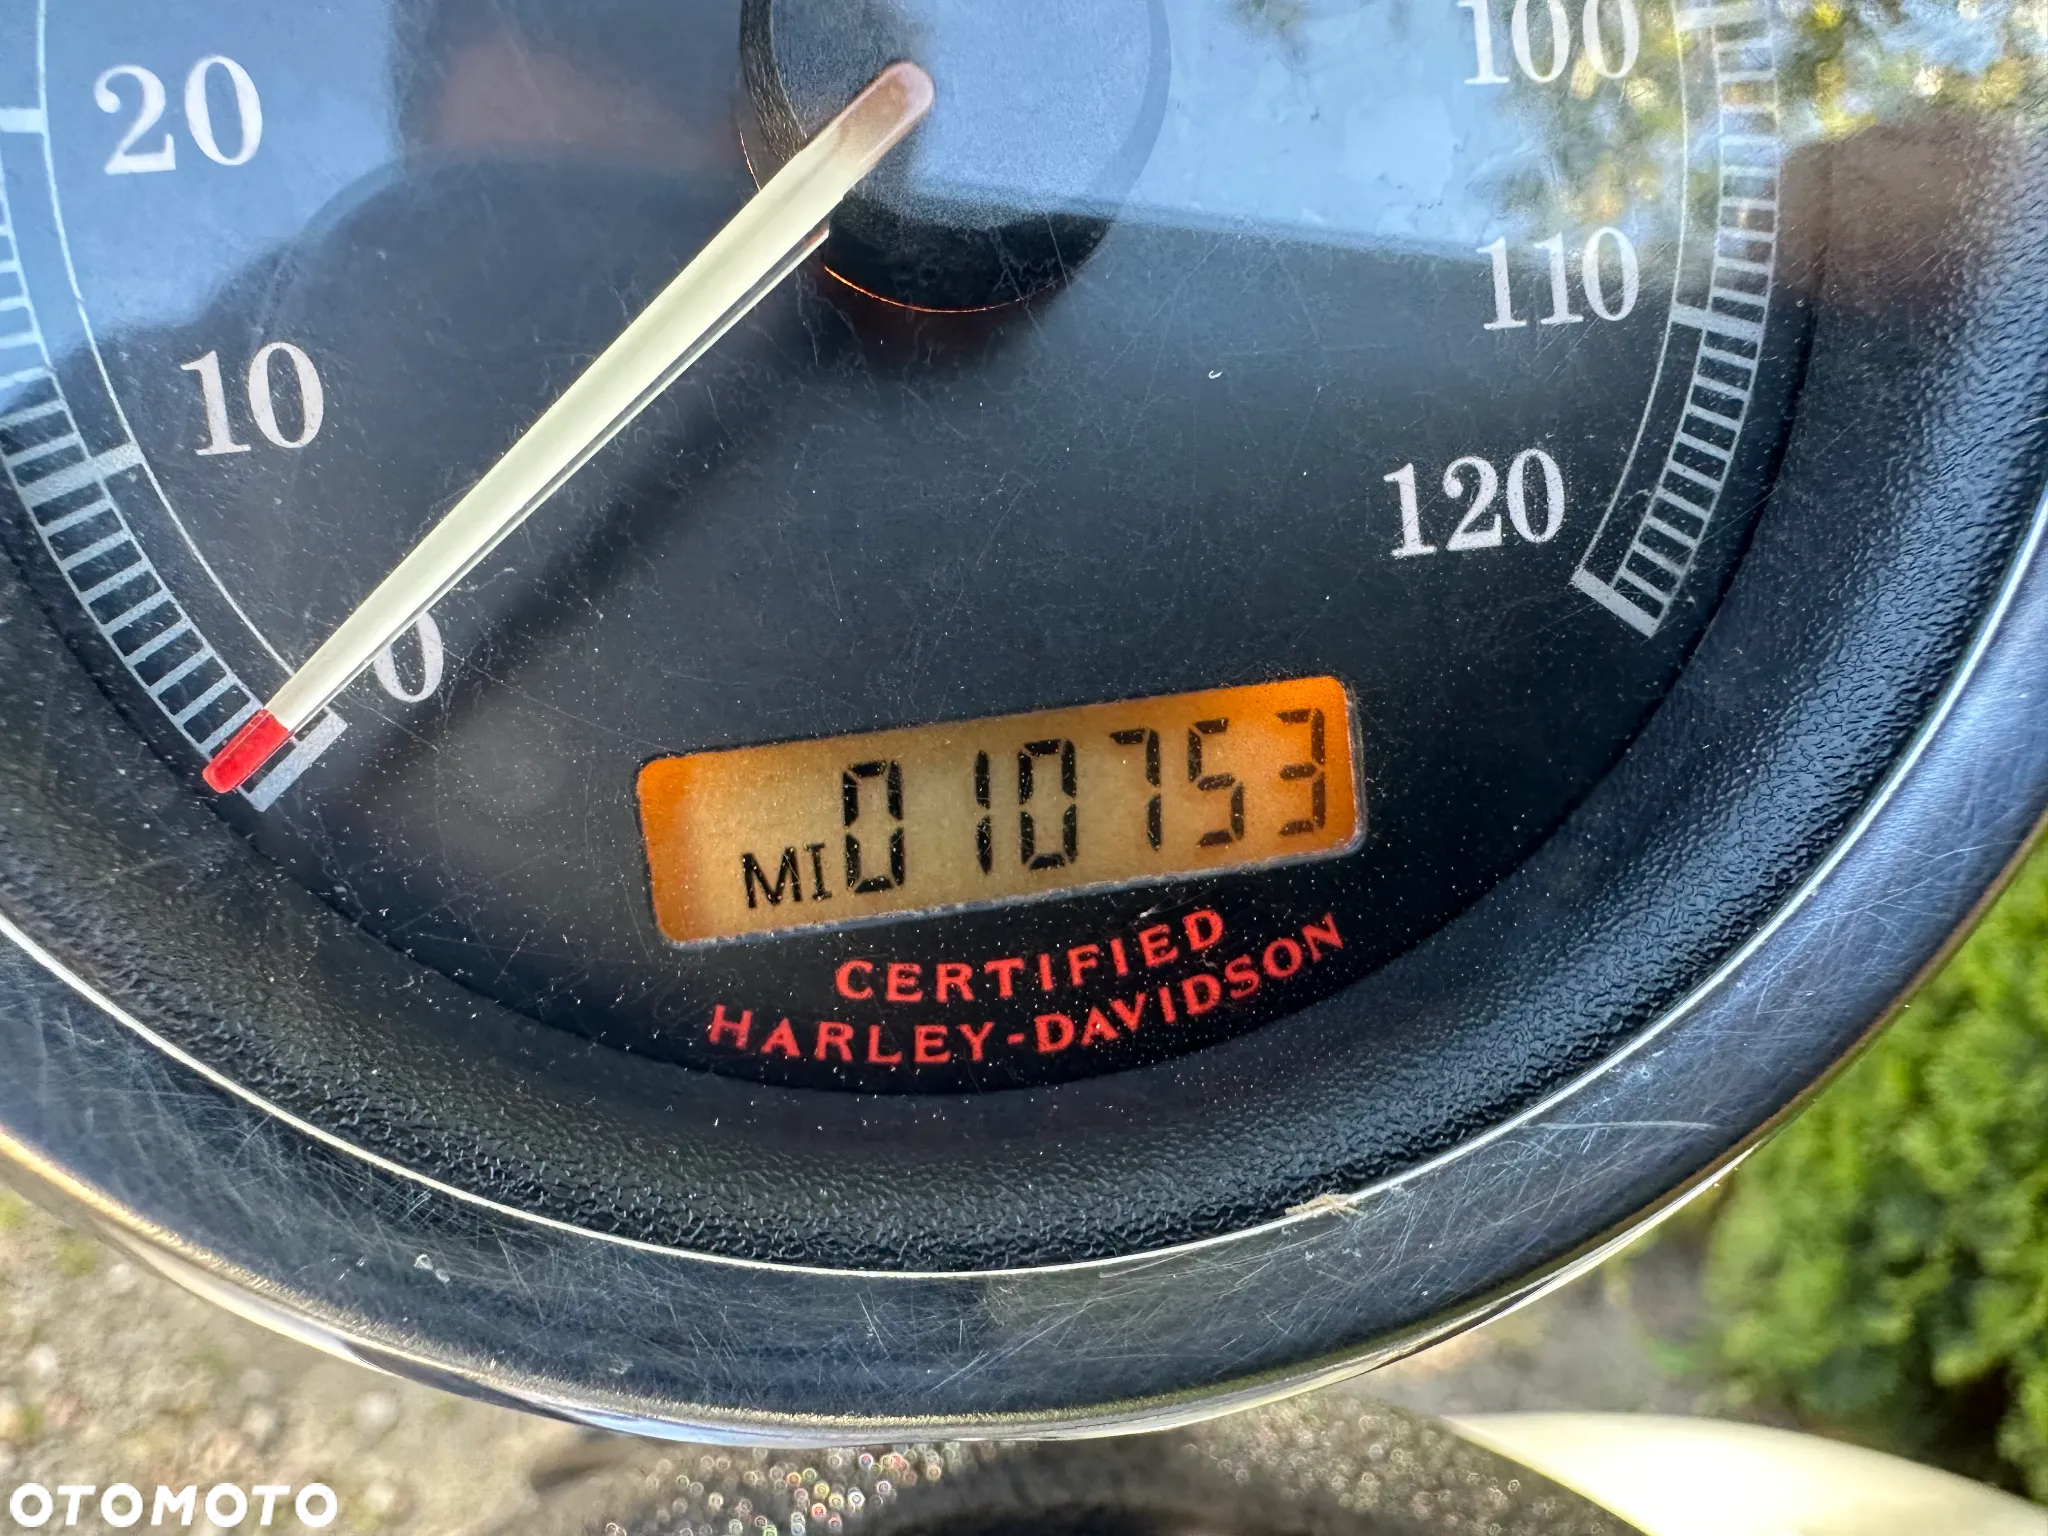 20
100
10
110
0
120
MI 010753
CERTIFIED
HARLEY-DAVIDSON
OTOMOTO